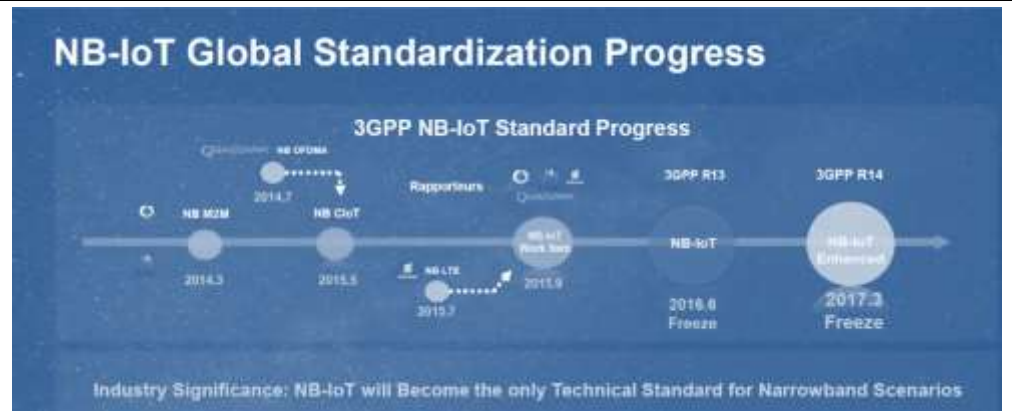 NB-IoT Global Standardization Progress
3GPP NB-IoT Standard Progress
Qualcomm NB OFDMA
2014.7
Rapporteurs
Qualcomm
3GPP R13
3GPP R14
NB M2M
NB CIoT
NB-IoT
Work Item
NB-IoT
NB-IoT
Enhanced
2014.3
2015.5
NB-LTE
2015.7
2015.9
2016.6
Freeze
2017.3
Freeze
Industry Significance: NB-IoT will Become the only Technical Standard for Narrowband Scenarios